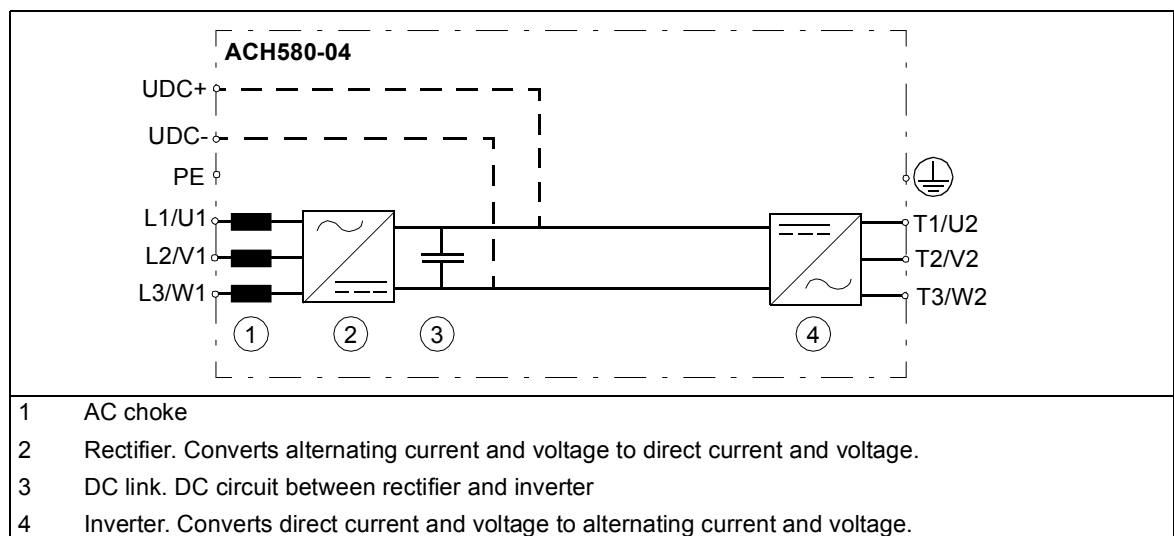 ACH580-04
UDC+
UDC-
PE
L1/U1
T1/U2
L2/V1
T2/V2
L3/W1
T3/W2
1 2 3 4
1 AC choke
2 Rectifier. Converts alternating current and voltage to direct current and voltage.
3 DC link. DC circuit between rectifier and inverter
4 Inverter. Converts direct current and voltage to alternating current and voltage.